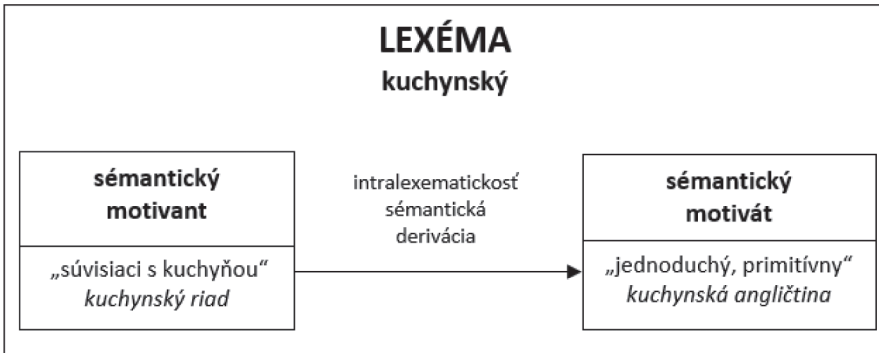 LEXÉMA
kuchynský
sémantický
motivant
„súvisiaci s kuchyňou“
kuchynský riad
intralexematickosť
sémantická
derivácia
sémantický
motivát
„jednoduchý, primitívny“
kuchynská angličtina